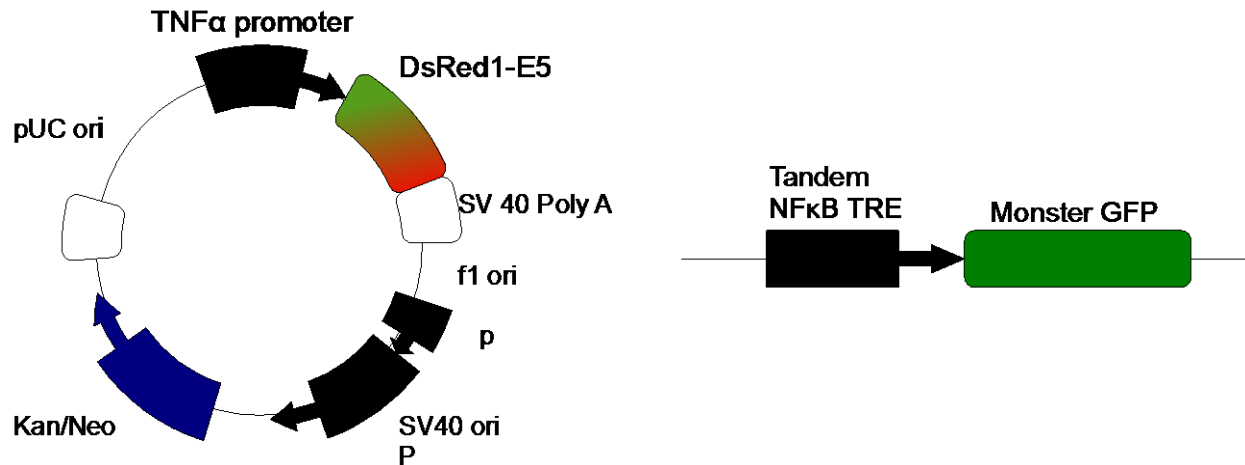 TNFα promoter
DsRed1-E5
pUC ori
SV 40 Poly A
f1 ori
p
SV40 ori
P
Kan/Neo
Tandem
NFκB TRE
Monster GFP